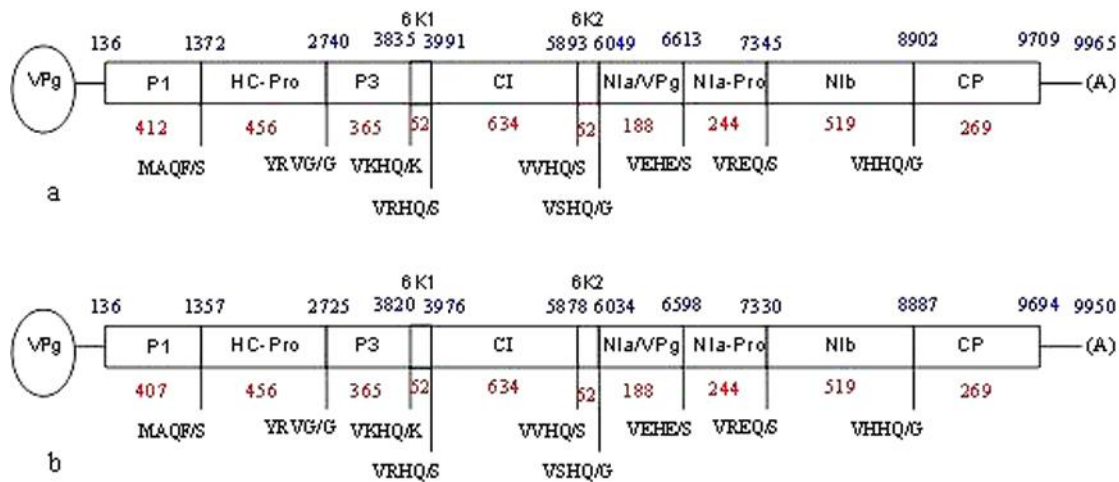 6K1 6K2
136 1372 2740 3835 3991 5893 6049 6613 7345 8902 9709 9965
VPg P1 HC-Pro P3 CI NIa/VPg NIa-Pro NIb CP (A)
412 456 365 52 634 52 188 244 519 269
MAQF/S YRVG/G VKHQ/K VVHQ/S VEHE/S VREQ/S VHHQ/G
a
VRHQ/S VSHQ/G
6K1 6K2
136 1357 2725 3820 3976 5878 6034 6598 7330 8887 9694 9950
VPg P1 HC-Pro P3 CI NIa/VPg NIa-Pro NIb CP (A)
407 456 365 52 634 52 188 244 519 269
MAQF/S YRVG/G VKHQ/K VVHQ/S VEHE/S VREQ/S VHHQ/G
b
VRHQ/S VSHQ/G